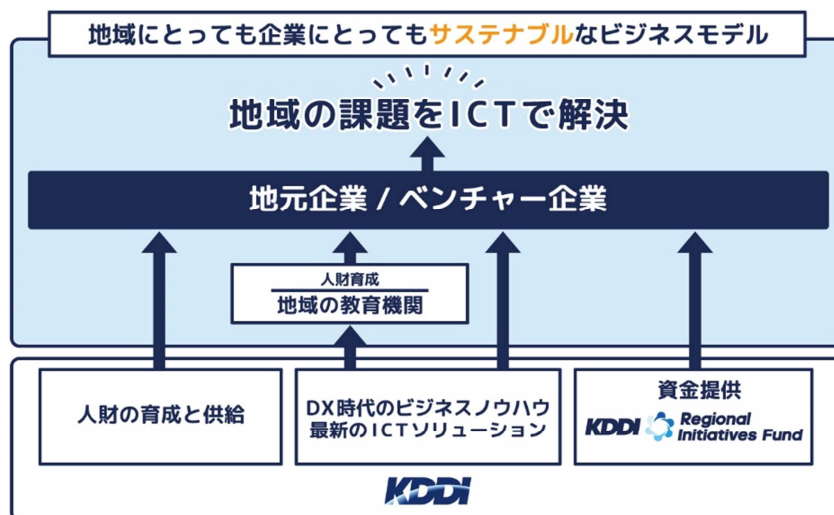 地域にとっても企業にとってもサステナブルなビジネスモデル
地域の課題をICTで解決
地元企業 / ベンチャー企業
人財育成
地域の教育機関
人財の育成と供給
DX時代のビジネスノウハウ
最新のICTソリューション
資金提供
KDDI Regional
Initiatives Fund
KDDI